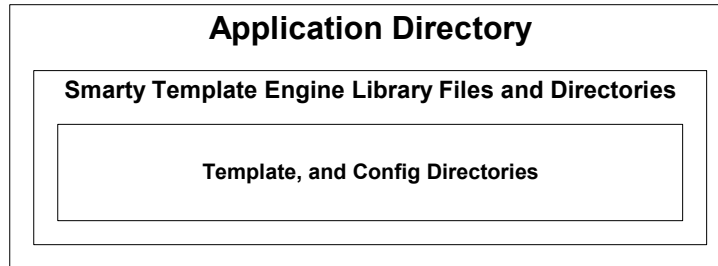 Application Directory
Smarty Template Engine Library Files and Directories
Template, and Config Directories